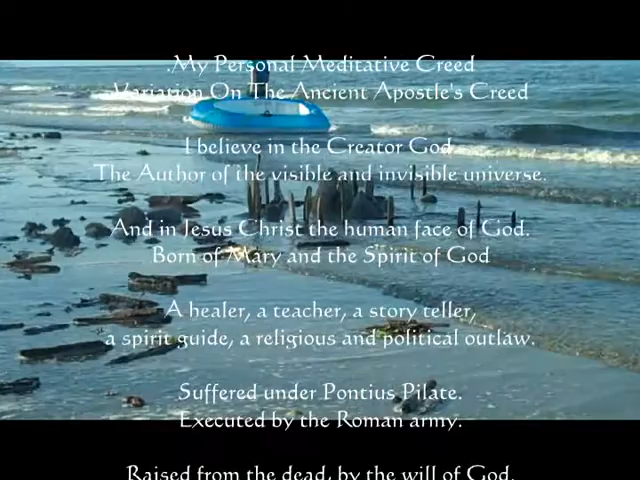 .My Personal Meditative Creed
Variation On The Ancient Apostle's Creed
I believe in the Creator God
The Author of the visible and invisible universe.
And in Jesus Christ the human face of God.
Born of Mary and the Spirit of God
A healer, a teacher, a story teller,
a spirit guide, a religious and political outlaw.
Suffered under Pontius Pilate.
Executed by the Roman army.
Raised from the dead, by the will of God.